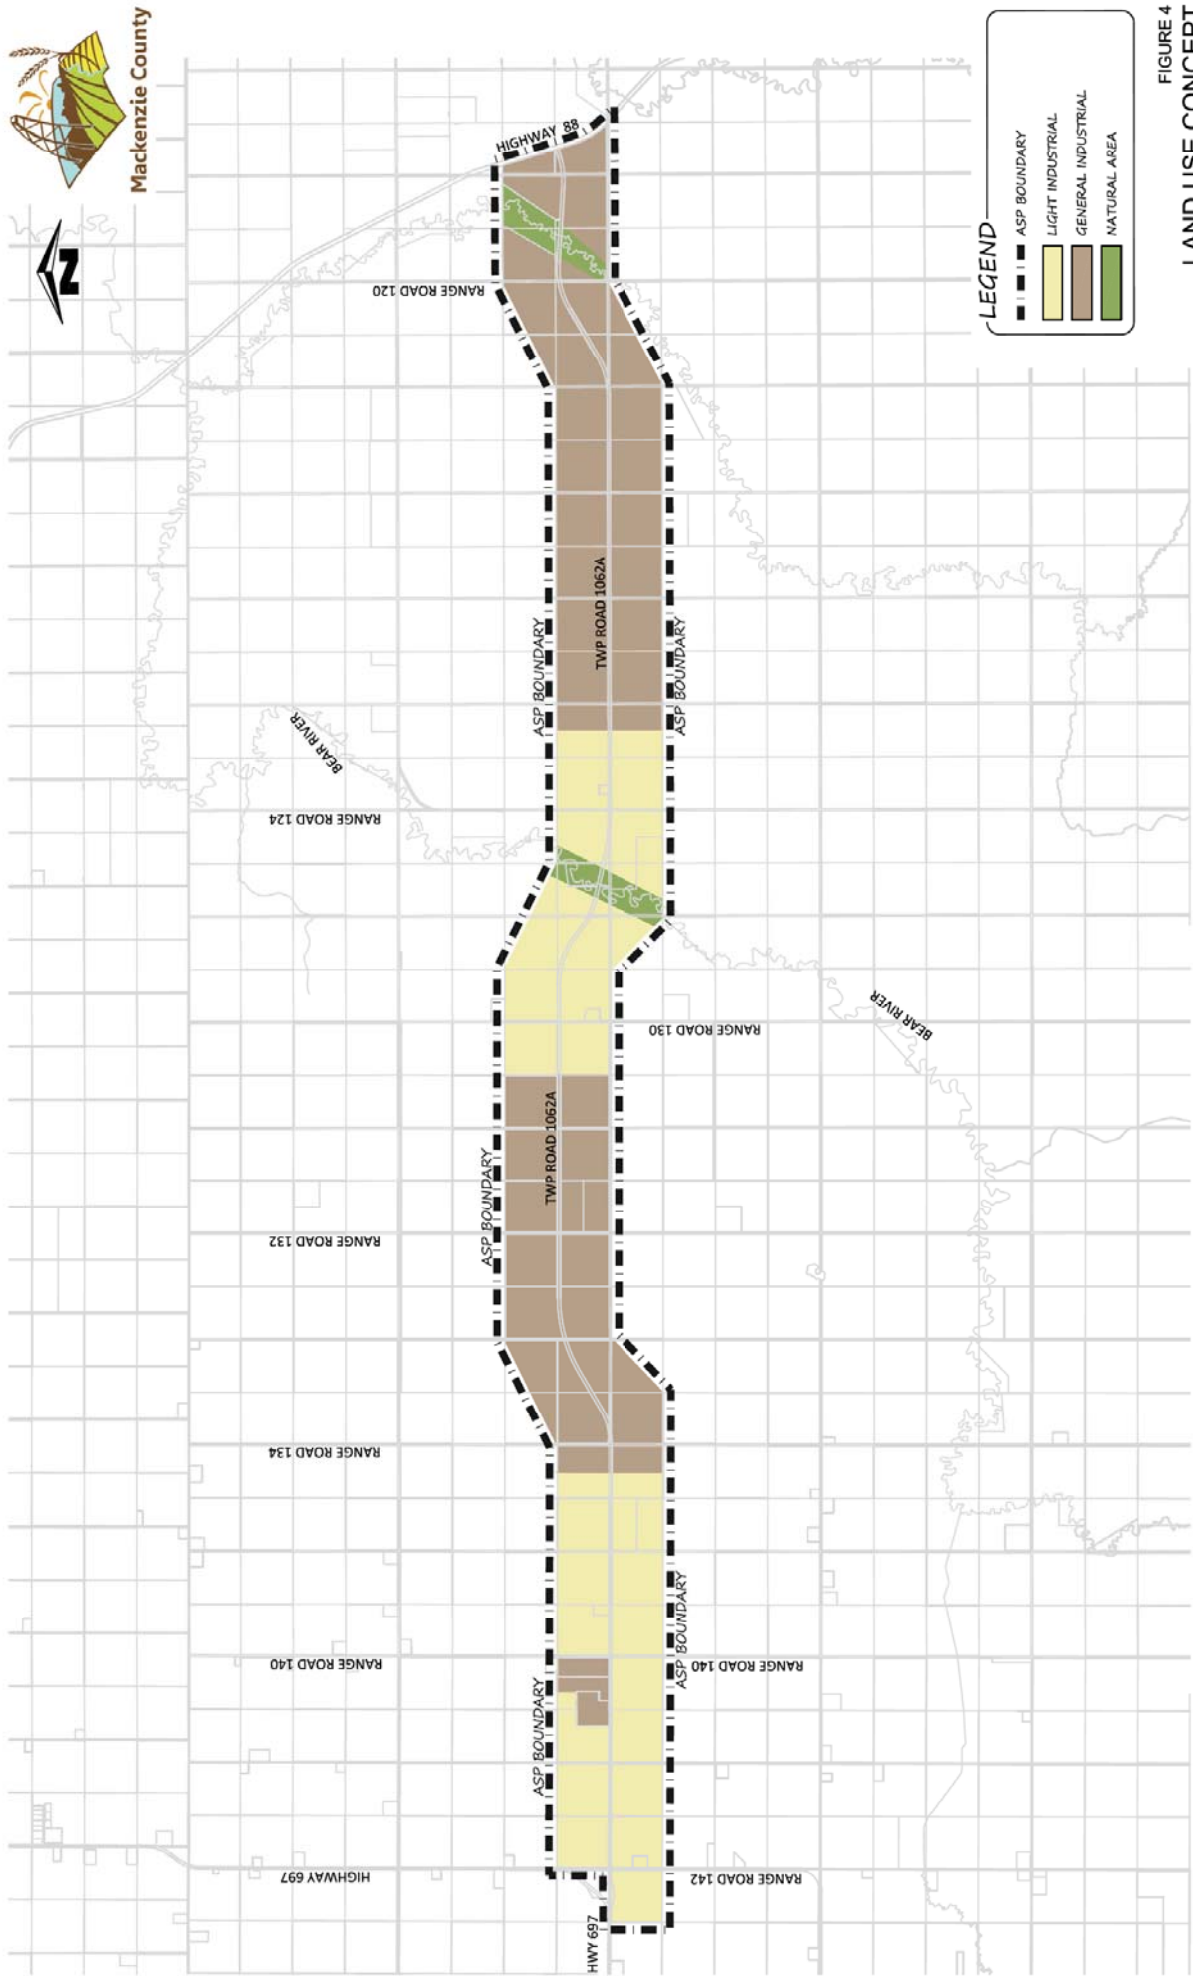 Mackenzie County
N
HIGHWAY 88
RANGE ROAD 120
LEGEND
ASP BOUNDARY
LIGHT INDUSTRIAL
GENERAL INDUSTRIAL
NATURAL AREA
FIGURE 4
LAND USE CONCEPT
ASP BOUNDARY
TWP ROAD 1062A
ASP BOUNDARY
BEAR RIVER
RANGE ROAD 124
RANGE ROAD 130
BEAR RIVER
ASP BOUNDARY
TWP ROAD 1062A
RANGE ROAD 132
RANGE ROAD 134
RANGE ROAD 140
ASP BOUNDARY
ASP BOUNDARY
RANGE ROAD 140
HIGHWAY 697
HWY 697
RANGE ROAD 142